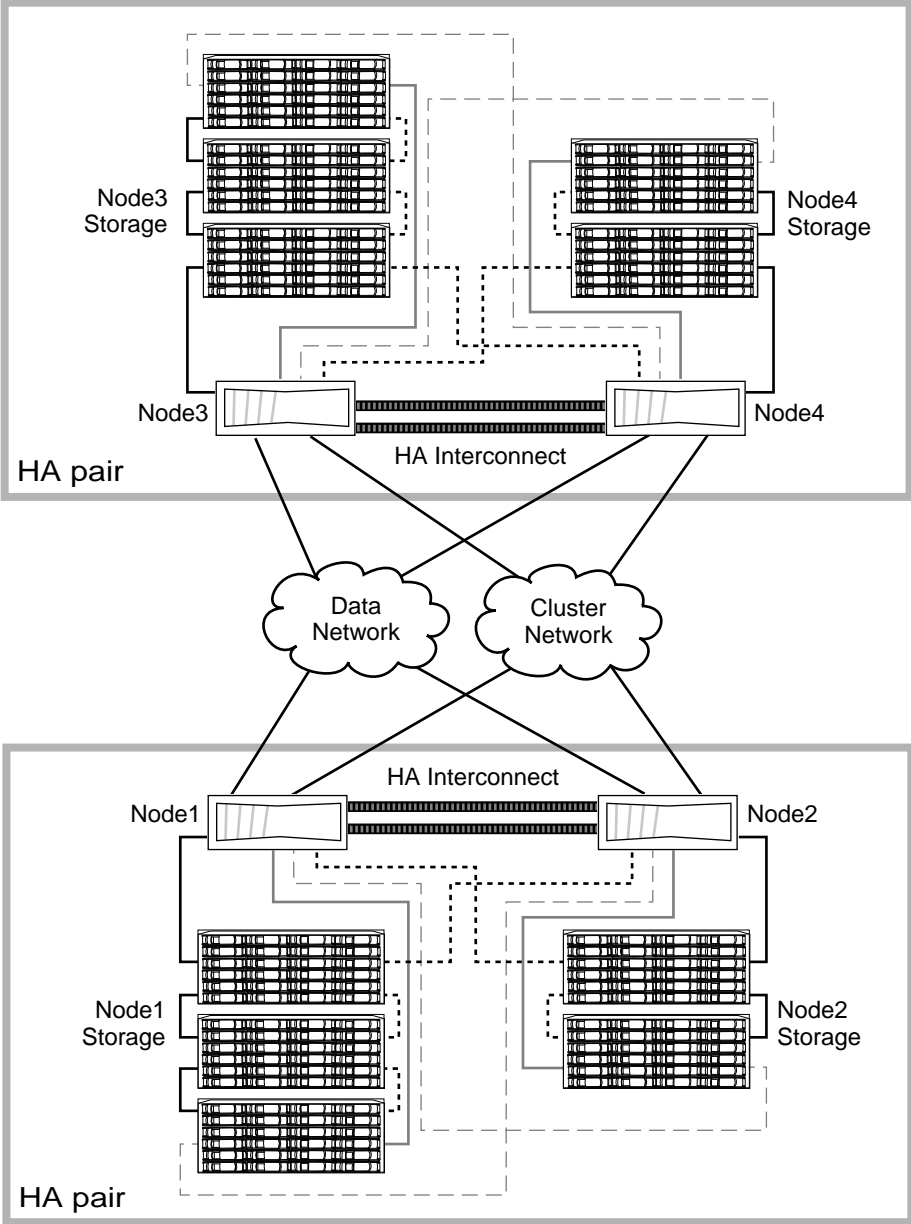 Node3
Storage
Node4
Storage
Node3
Node4
HA Interconnect
HA pair
Data
Network
Cluster
Network
HA Interconnect
Node1
Node2
Node1
Storage
Node2
Storage
HA pair